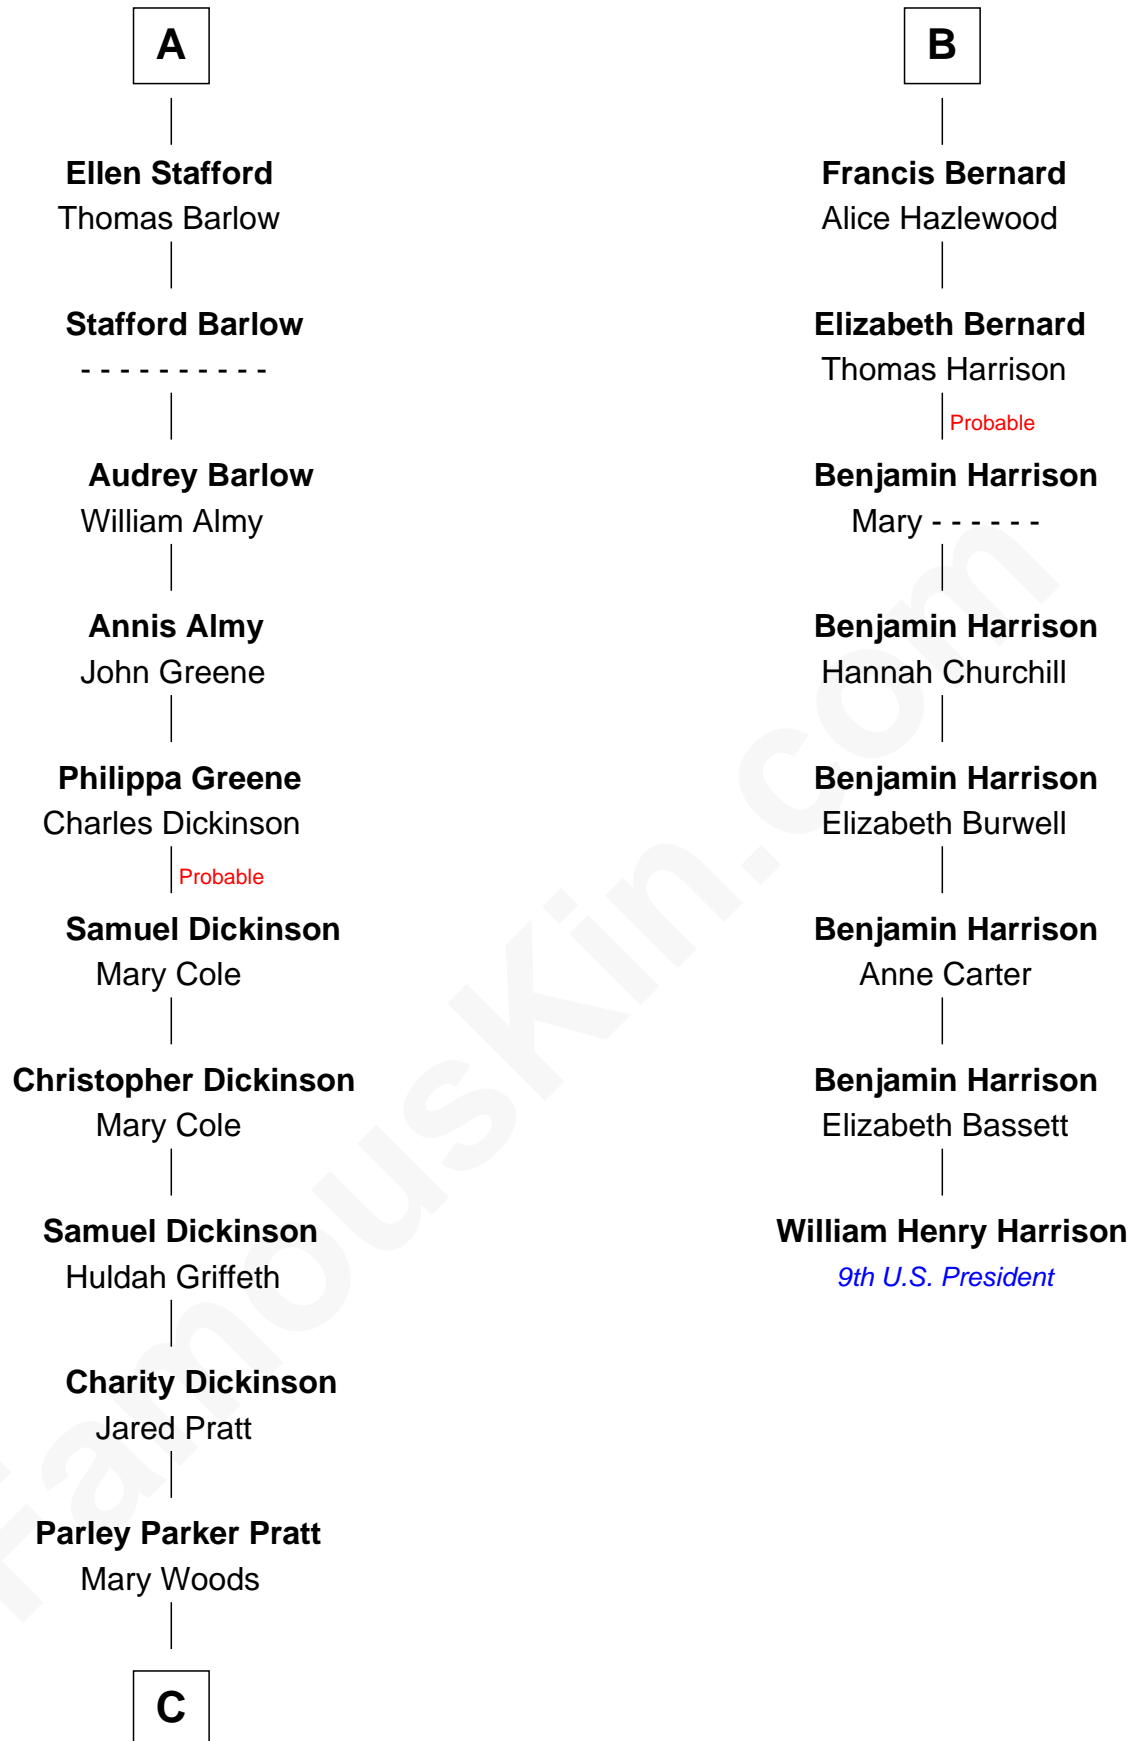 A
Ellen Stafford
Thomas Barlow
Stafford Barlow
- - - - - - - - - -
Audrey Barlow
William Almy
Annis Almy
John Greene
Philippa Greene
Charles Dickinson
Probable
Samuel Dickinson
Mary Cole
Christopher Dickinson
Mary Cole
Samuel Dickinson
Huldah Griffeth
Charity Dickinson
Jared Pratt
Parley Parker Pratt
Mary Woods
C
B
Francis Bernard
Alice Hazlewood
Elizabeth Bernard
Thomas Harrison
Probable
Benjamin Harrison
Mary - - - - - -
Benjamin Harrison
Hannah Churchill
Benjamin Harrison
Elizabeth Burwell
Benjamin Harrison
Anne Carter
Benjamin Harrison
Elizabeth Bassett
William Henry Harrison
9th U.S. President
FamousKin.com